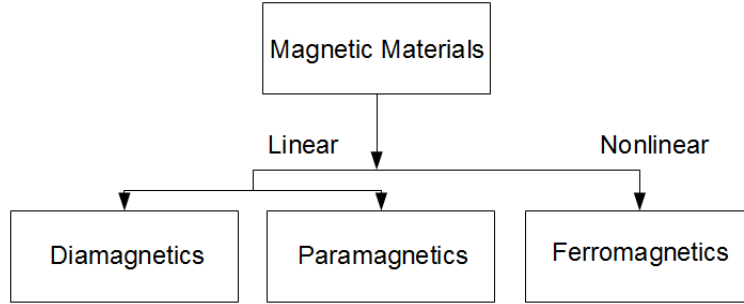 Magnetic Materials
Linear
Nonlinear
Diamagnetics
Paramagnetics
Ferromagnetics